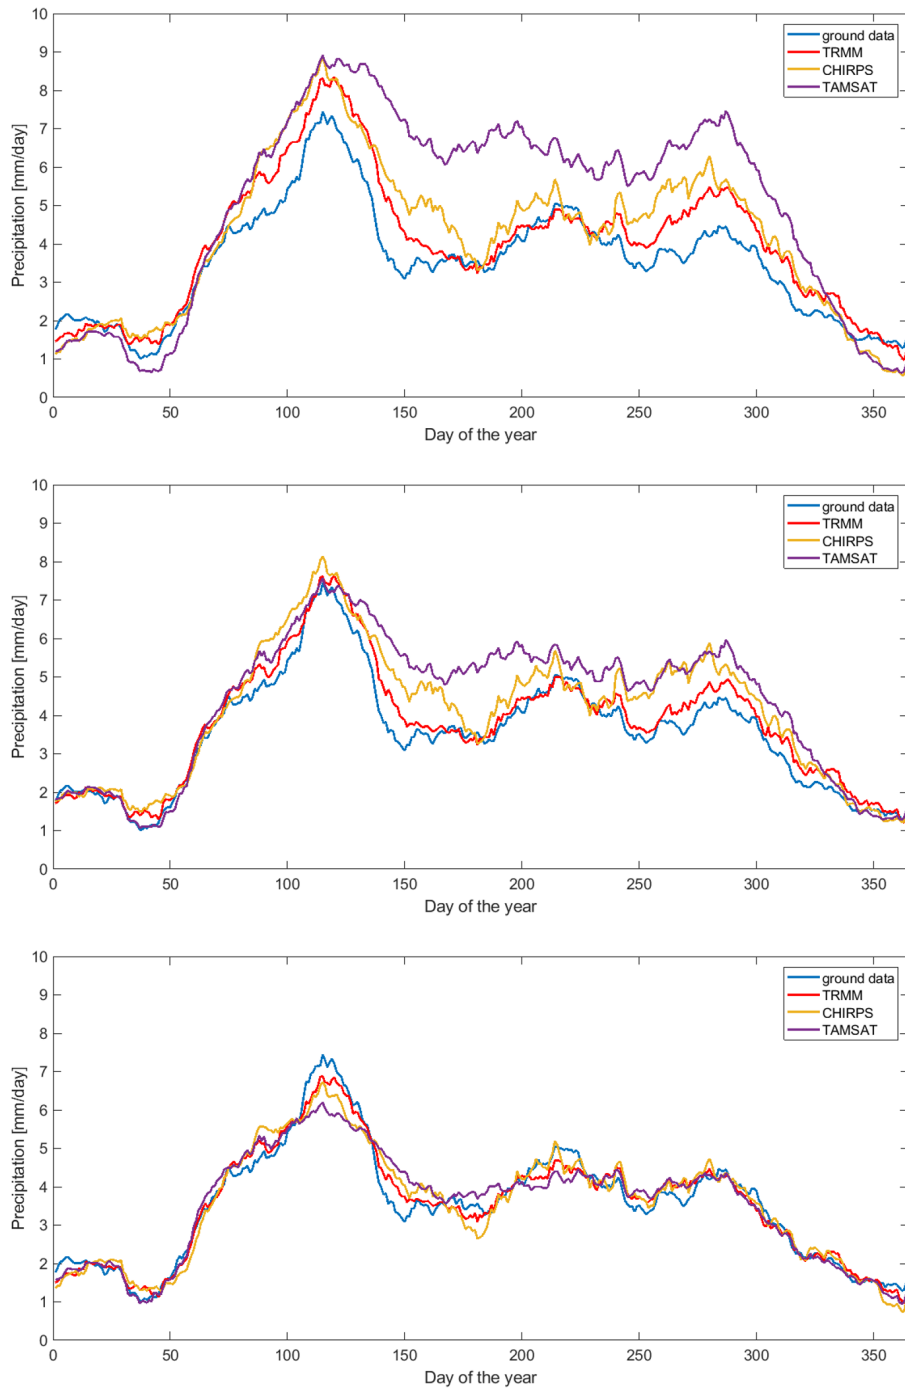 10
9
8
7
6
5
4
3
2
1
0
Precipitation [mm/day]
ground data
TRMM
CHIRPS
TAMSAT
0 50 100 150 200 250 300 350
Day of the year
10
9
8
7
6
5
4
3
2
1
0
Precipitation [mm/day]
ground data
TRMM
CHIRPS
TAMSAT
0 50 100 150 200 250 300 350
Day of the year
10
9
8
7
6
5
4
3
2
1
0
Precipitation [mm/day]
ground data
TRMM
CHIRPS
TAMSAT
0 50 100 150 200 250 300 350
Day of the year